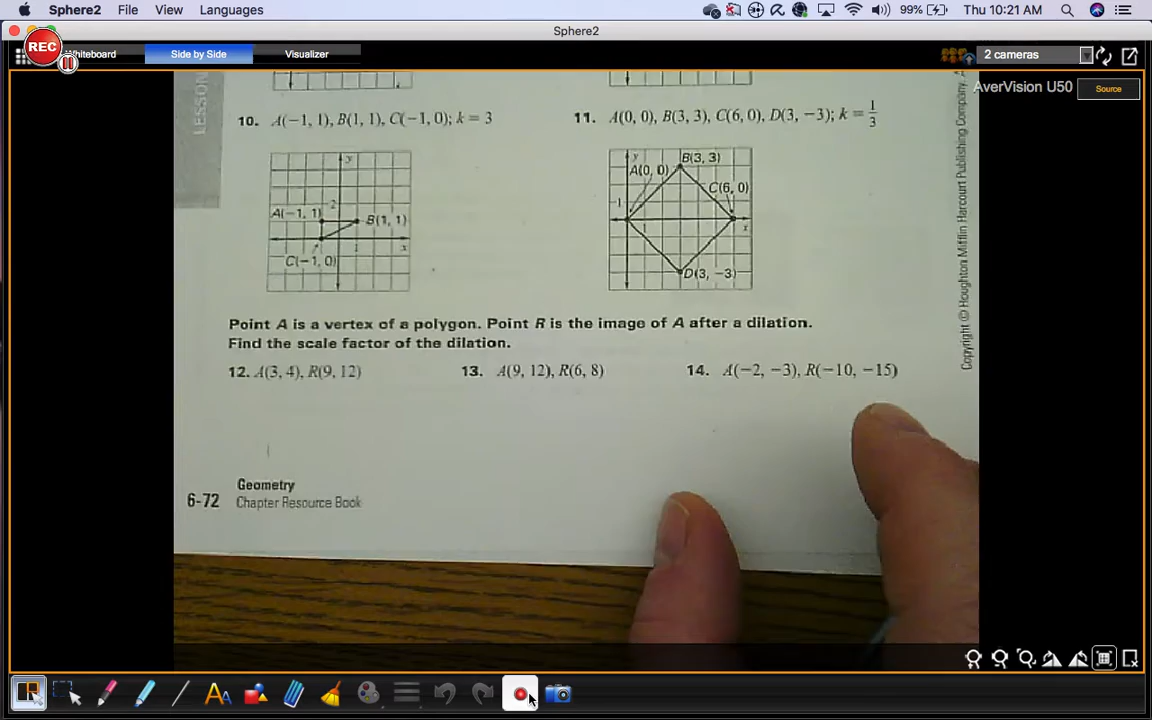 Sphere2 File View Languages 99% Thu 10:21 AM
Sphere2
REC Whiteboard Side by Side Visualizer 2 cameras
AverVision U50 Source
LESSON
10. A(−1, 1), B(1, 1), C(−1, 0); k = 3
11. A(0, 0), B(3, 3), C(6, 0), D(3, −3); k = 1/3
y
2
A(−1, 1)
B(1, 1)
1
x
C(−1, 0)
y
B(3, 3)
A(0, 0)
C(6, 0)
1
1
x
D(3, −3)
Point A is a vertex of a polygon. Point R is the image of A after a dilation.
Find the scale factor of the dilation.
12. A(3, 4), R(9, 12)
13. A(9, 12), R(6, 8)
14. A(−2, −3), R(−10, −15)
Geometry
6-72 Chapter Resource Book
Copyright © Houghton Mifflin Harcourt Publishing Company.